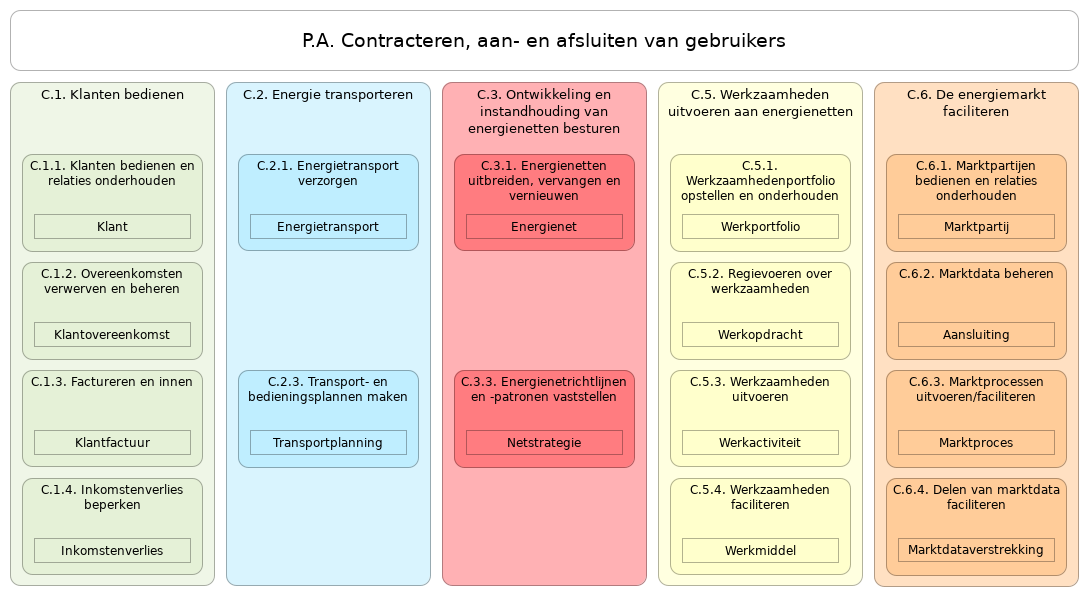 P.A. Contracteren, aan- en afsluiten van gebruikers
C.1. Klanten bedienen
C.1.1. Klanten bedienen en
relaties onderhouden
Klant
C.1.2. Overeenkomsten
verwerven en beheren
Klantovereenkomst
C.1.3. Factureren en innen
Klantfactuur
C.1.4. Inkomstenverlies
beperken
Inkomstenverlies
C.2. Energie transporteren
C.2.1. Energietransport
verzorgen
Energietransport
C.2.3. Transport- en
bedieningsplannen maken
Transportplanning
C.3. Ontwikkeling en
instandhouding van
energienetten besturen
C.3.1. Energienetten
uitbreiden, vervangen en
vernieuwen
Energienet
C.3.3. Energienetrichtlijnen
en -patronen vaststellen
Netstrategie
C.5. Werkzaamheden
uitvoeren aan energienetten
C.5.1.
Werkzaamhedenportfolio
opstellen en onderhouden
Werkportfolio
C.5.2. Regievoeren over
werkzaamheden
Werkopdracht
C.5.3. Werkzaamheden
uitvoeren
Werkactiviteit
C.5.4. Werkzaamheden
faciliteren
Werkmiddel
C.6. De energiemarkt
faciliteren
C.6.1. Marktpartijen
bedienen en relaties
onderhouden
Marktpartij
C.6.2. Marktdata beheren
Aansluiting
C.6.3. Marktprocessen
uitvoeren/faciliteren
Marktproces
C.6.4. Delen van marktdata
faciliteren
Marktdataverstrekking